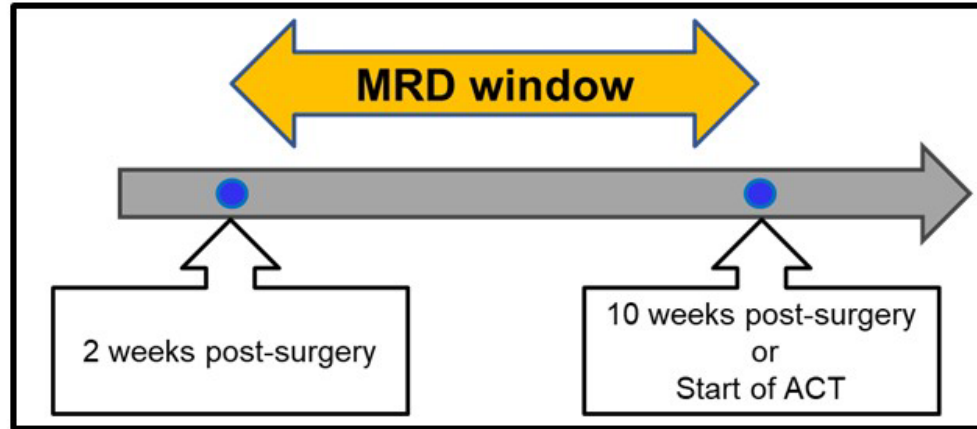 MRD window
2 weeks post-surgery
10 weeks post-surgery
or
Start of ACT